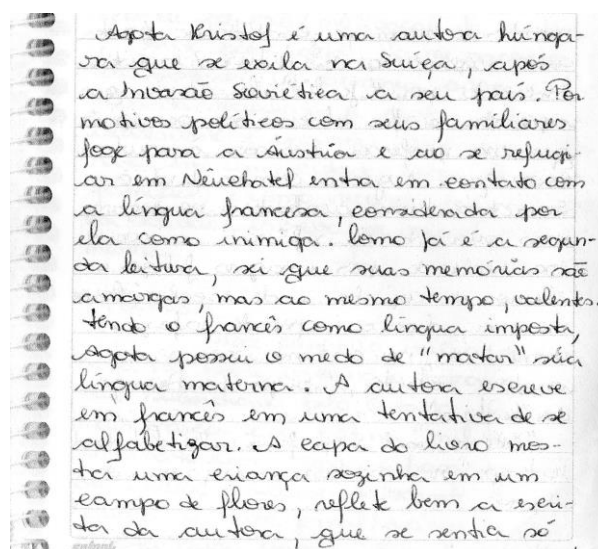 Agota Kristof é uma autora húnga-
ra que se exila na Suíça, após
a Invasão Soviética a seu país. Por
motivos políticos com seus familiares
foge para a Áustria e ao se refugi-
ar em Nêuchatel entra em contato com
a língua francesa, considerada por
ela como inimiga. Como já é a segun-
da leitura, sei que suas memórias são
amargas, mas ao mesmo tempo, valentes.
tendo o francês como língua imposta,
Agota possui o medo de "matar" sua
língua materna. A autora escreve
em francês em uma tentativa de se
alfabetizar. A capa do livro mos-
tra uma criança sozinha em um
campo de flores, reflete bem a escri-
ta da autora, que se sentia só